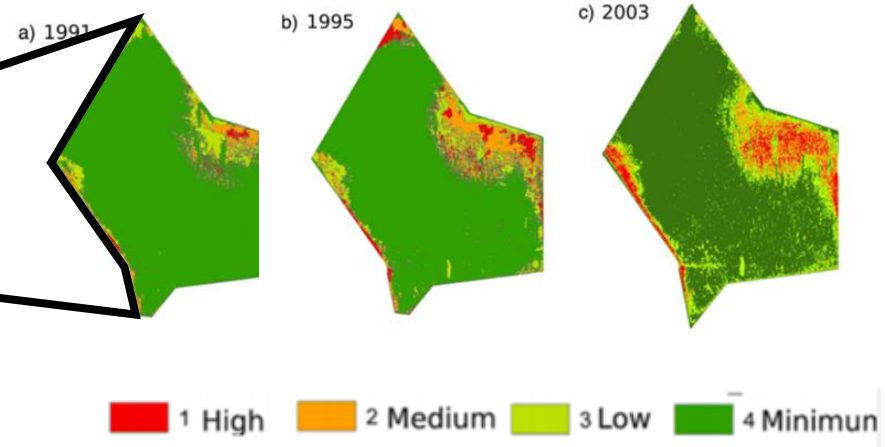 a) 1991
b) 1995
c) 2003
1 High
2 Medium
3 Low
4 Minimun